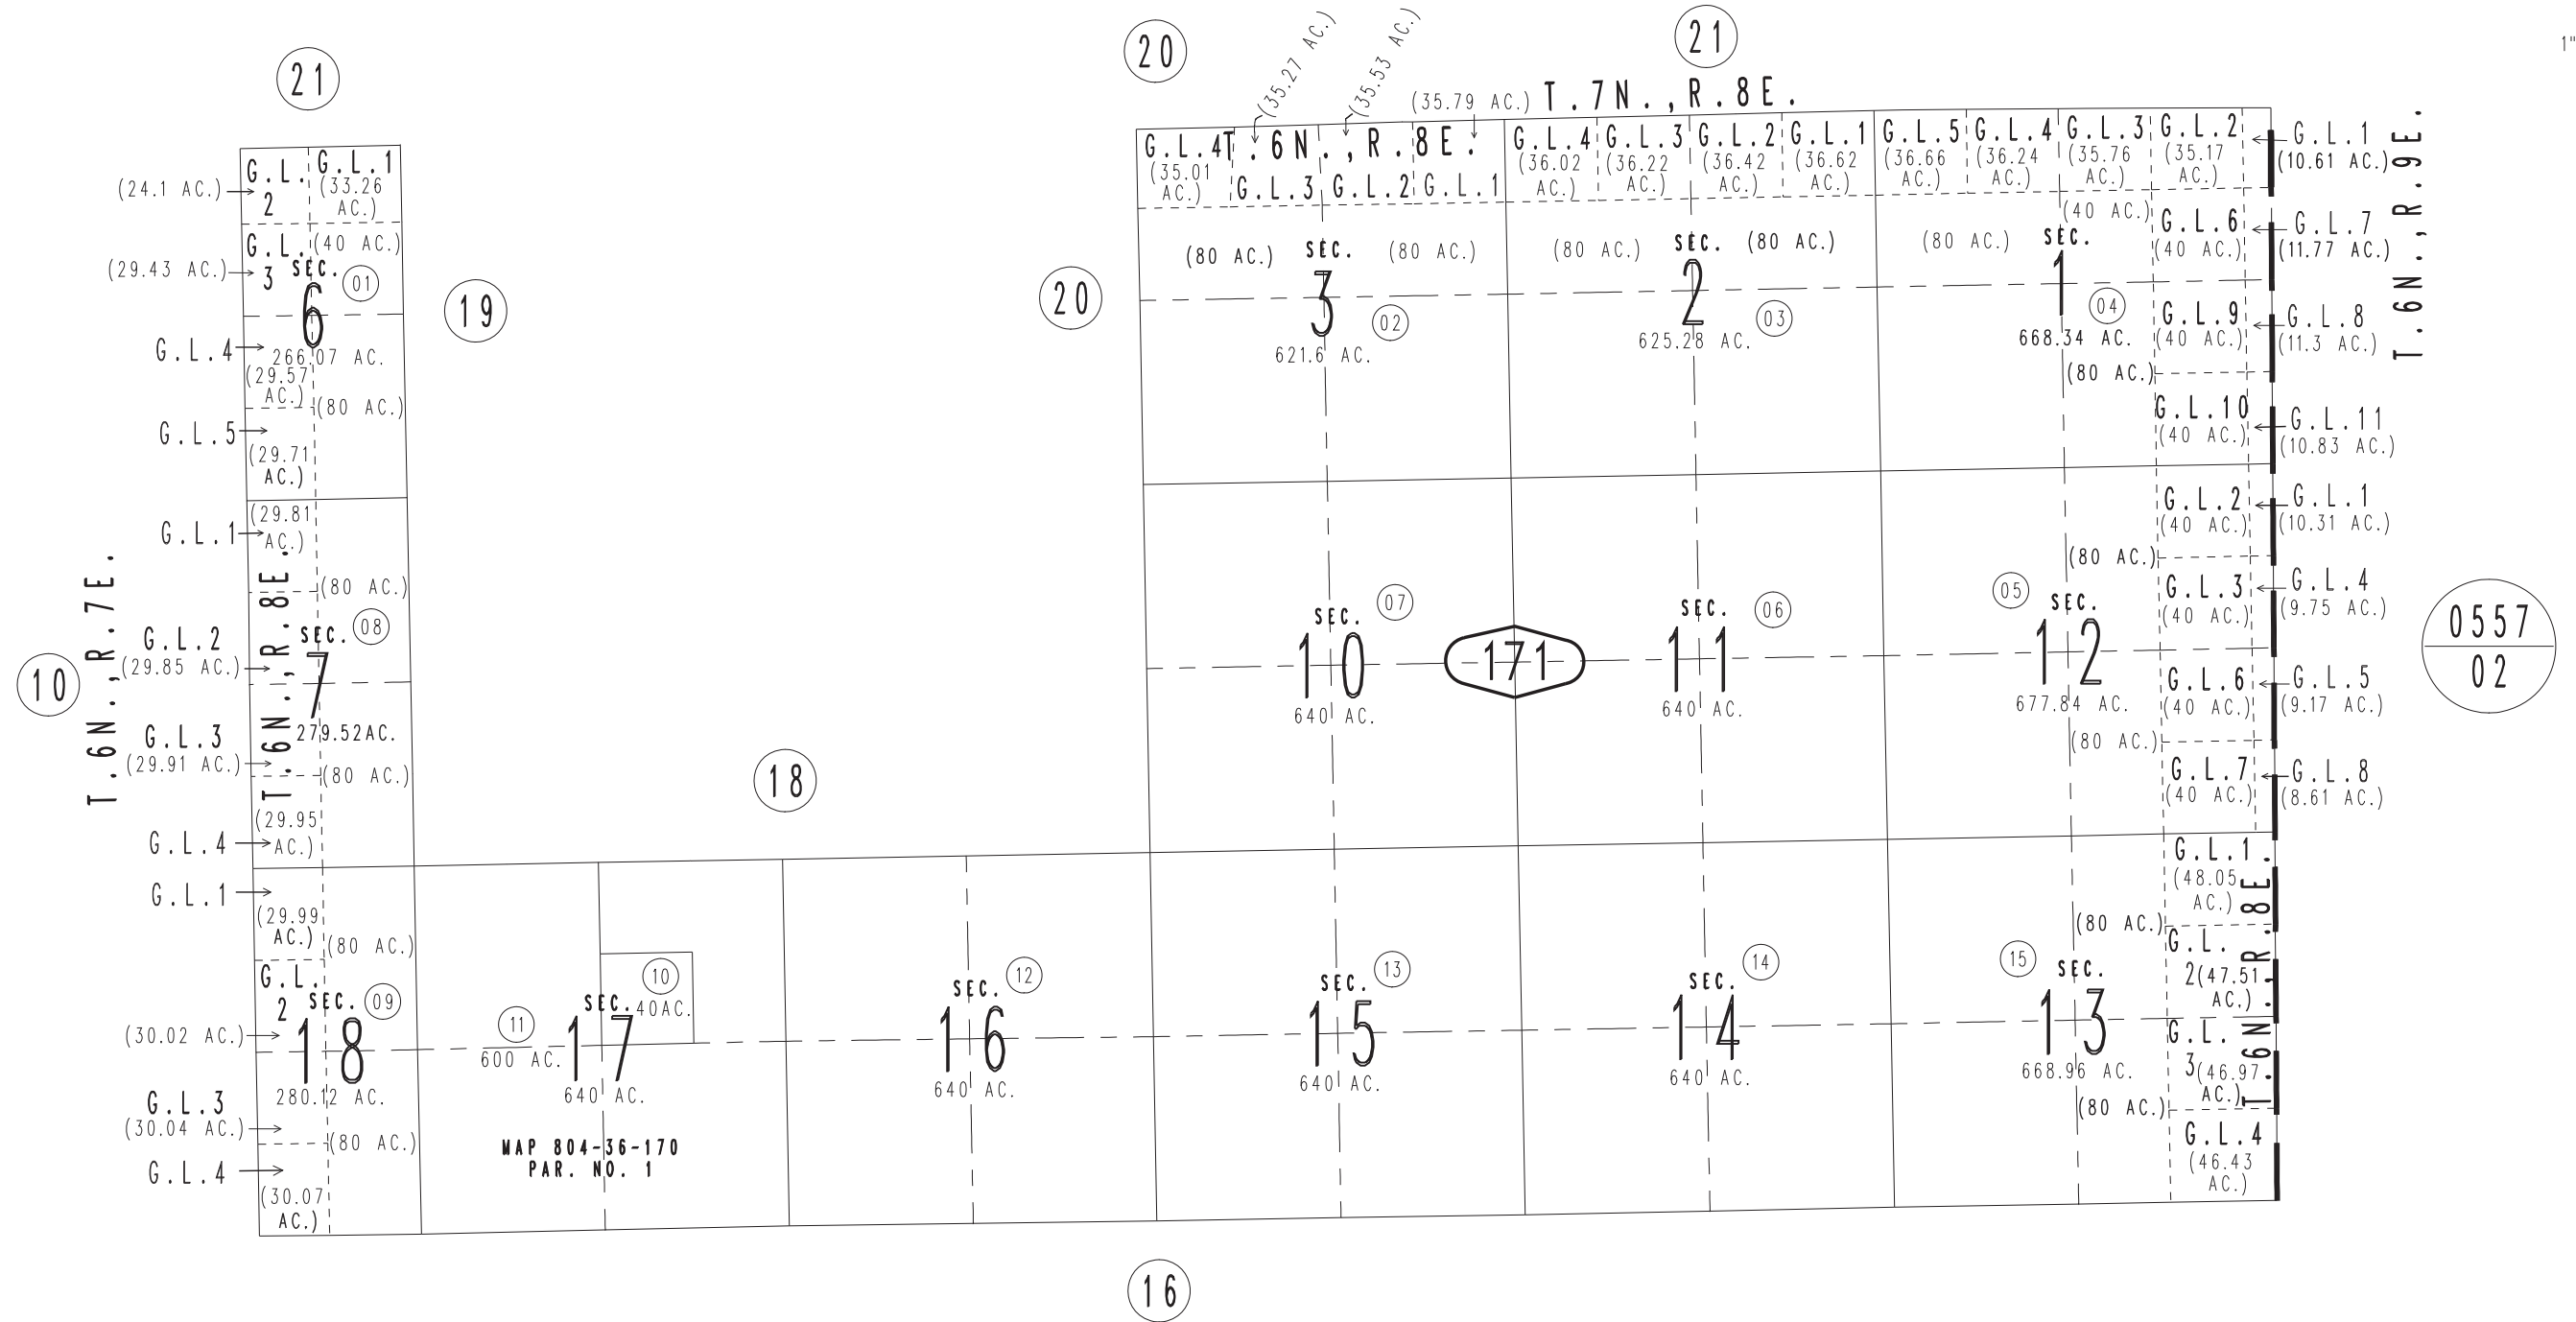 21
20
(35.27 AC.)
(35.53 AC.)
(35.79 AC.)
21
T.7N.,R.8E.
1"
G.L.2
(24.1 AC.)
G.L.1
(33.26 AC.)
G.L.3
(29.43 AC.)
(40 AC.)
SEC.
6
01
266.07 AC.
G.L.4
(29.57 AC.)
(80 AC.)
G.L.5
(29.71 AC.)
19
20
G.L.4
(35.01 AC.)
T.6N.,R.8E.
G.L.3
G.L.2
G.L.1
(80 AC.)
SEC.
3
(80 AC.)
02
621.6 AC.
G.L.4
(36.02 AC.)
G.L.3
(36.22 AC.)
G.L.2
(36.42 AC.)
G.L.1
(36.62 AC.)
(80 AC.)
SEC.
2
(80 AC.)
03
625.28 AC.
G.L.5
(36.66 AC.)
G.L.4
(36.24 AC.)
G.L.3
(35.76 AC.)
G.L.2
(35.17 AC.)
G.L.1
(10.61 AC.)
(80 AC.)
SEC.
1
(40 AC.)
04
668.34 AC.
(80 AC.)
G.L.6
(40 AC.)
G.L.7
(11.77 AC.)
G.L.9
(40 AC.)
G.L.8
(11.3 AC.)
G.L.10
(40 AC.)
G.L.11
(10.83 AC.)
T.6N.,R.9E.
10
T.6N.,R.7E.
G.L.1
(29.81 AC.)
(80 AC.)
T.6N.,R.8E.
SEC.
7
08
279.52AC.
G.L.2
(29.85 AC.)
G.L.3
(29.91 AC.)
(80 AC.)
G.L.4
(29.95 AC.)
18
SEC.
10
07
640 AC.
171
SEC.
11
06
640 AC.
05
SEC.
12
677.84 AC.
(80 AC.)
(80 AC.)
G.L.2
(40 AC.)
G.L.1
(10.31 AC.)
G.L.3
(40 AC.)
G.L.4
(9.75 AC.)
G.L.6
(40 AC.)
G.L.5
(9.17 AC.)
G.L.7
(40 AC.)
G.L.8
(8.61 AC.)
0557
02
G.L.1
(29.99 AC.)
(80 AC.)
G.L.2
(30.02 AC.)
SEC.
18
09
280.12 AC.
G.L.3
(30.04 AC.)
(80 AC.)
G.L.4
(30.07 AC.)
11
600 AC.
SEC.
17
640 AC.
10
40AC.
MAP 804-36-170
PAR. NO. 1
SEC.
16
12
640 AC.
SEC.
15
13
640 AC.
SEC.
14
14
640 AC.
15
SEC.
13
668.96 AC.
(80 AC.)
(80 AC.)
G.L.1
(48.05 AC.)
G.L.2
(47.51 AC.)
G.L.3
(46.97 AC.)
G.L.4
(46.43 AC.)
T.6N.,R.8E.
16